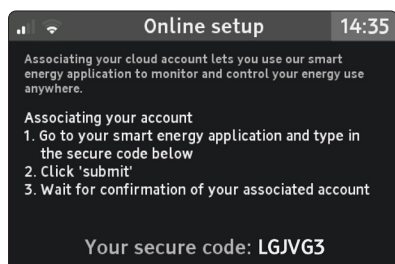 Online setup 14:35
Associating your cloud account lets you use our smart
energy application to monitor and control your energy use
anywhere.
Associating your account
1. Go to your smart energy application and type in
the secure code below
2. Click 'submit'
3. Wait for confirmation of your associated account
Your secure code: LGJVG3